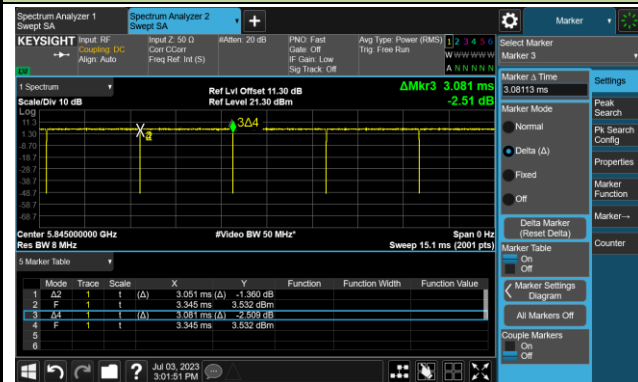 Spectrum Analyzer 1
Swept SA
Spectrum Analyzer 2
Swept SA
Marker
KEYSIGHT
Input: RF
Coupling: DC
Align: Auto
Input Z: 50 Ω
Corr CCorr
Freq Ref: Int (S)
#Atten: 20 dB
PNO: Fast
Gate: Off
IF Gain: Low
Sig Track: Off
Avg Type: Power (RMS)
Trig: Free Run
1 2 3 4 5 6
W W W W W W
A N N N N N
LW
Select Marker
Marker 3
1 Spectrum
Scale/Div 10 dB
Ref Lvl Offset 11.30 dB
Ref Level 21.30 dBm
ΔMkr3 3.081 ms
-2.51 dB
Log
11.3
1.30
-8.70
-18.7
-28.7
-38.7
-48.7
-58.7
-68.7
3Δ4
Center 5.845000000 GHz
Res BW 8 MHz
#Video BW 50 MHz*
Span 0 Hz
Sweep 15.1 ms (2001 pts)
5 Marker Table
Mode Trace Scale X Y Function Function Width Function Value
1 Δ2 1 t (Δ) 3.051 ms (Δ) -1.360 dB
2 F 1 t 3.345 ms 3.532 dBm
3 Δ4 1 t (Δ) 3.081 ms (Δ) -2.509 dB
4 F 1 t 3.345 ms 3.532 dBm
5
6
Marker Δ Time
3.08113 ms
Marker Mode
Normal
Delta (Δ)
Fixed
Off
Delta Marker
(Reset Delta)
Marker Table
On
Off
Marker Settings
Diagram
All Markers Off
Couple Markers
On
Off
Settings
Peak
Search
Pk Search
Config
Properties
Marker
Function
Marker→
Counter
?
Jul 03, 2023
3:01:51 PM